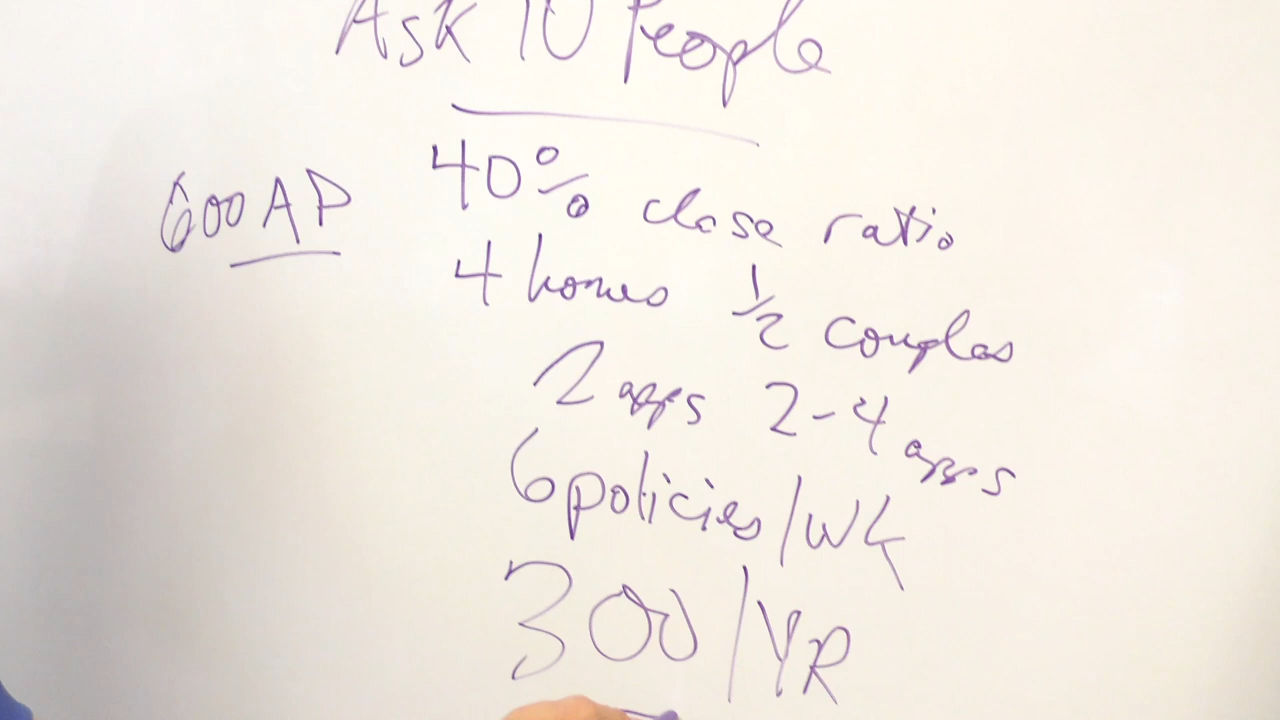 Ask 10 People
600 AP
40% close ratio
4 homes 1/2 couples
2 apps 2-4 apps
6 policies/WK
300/YR